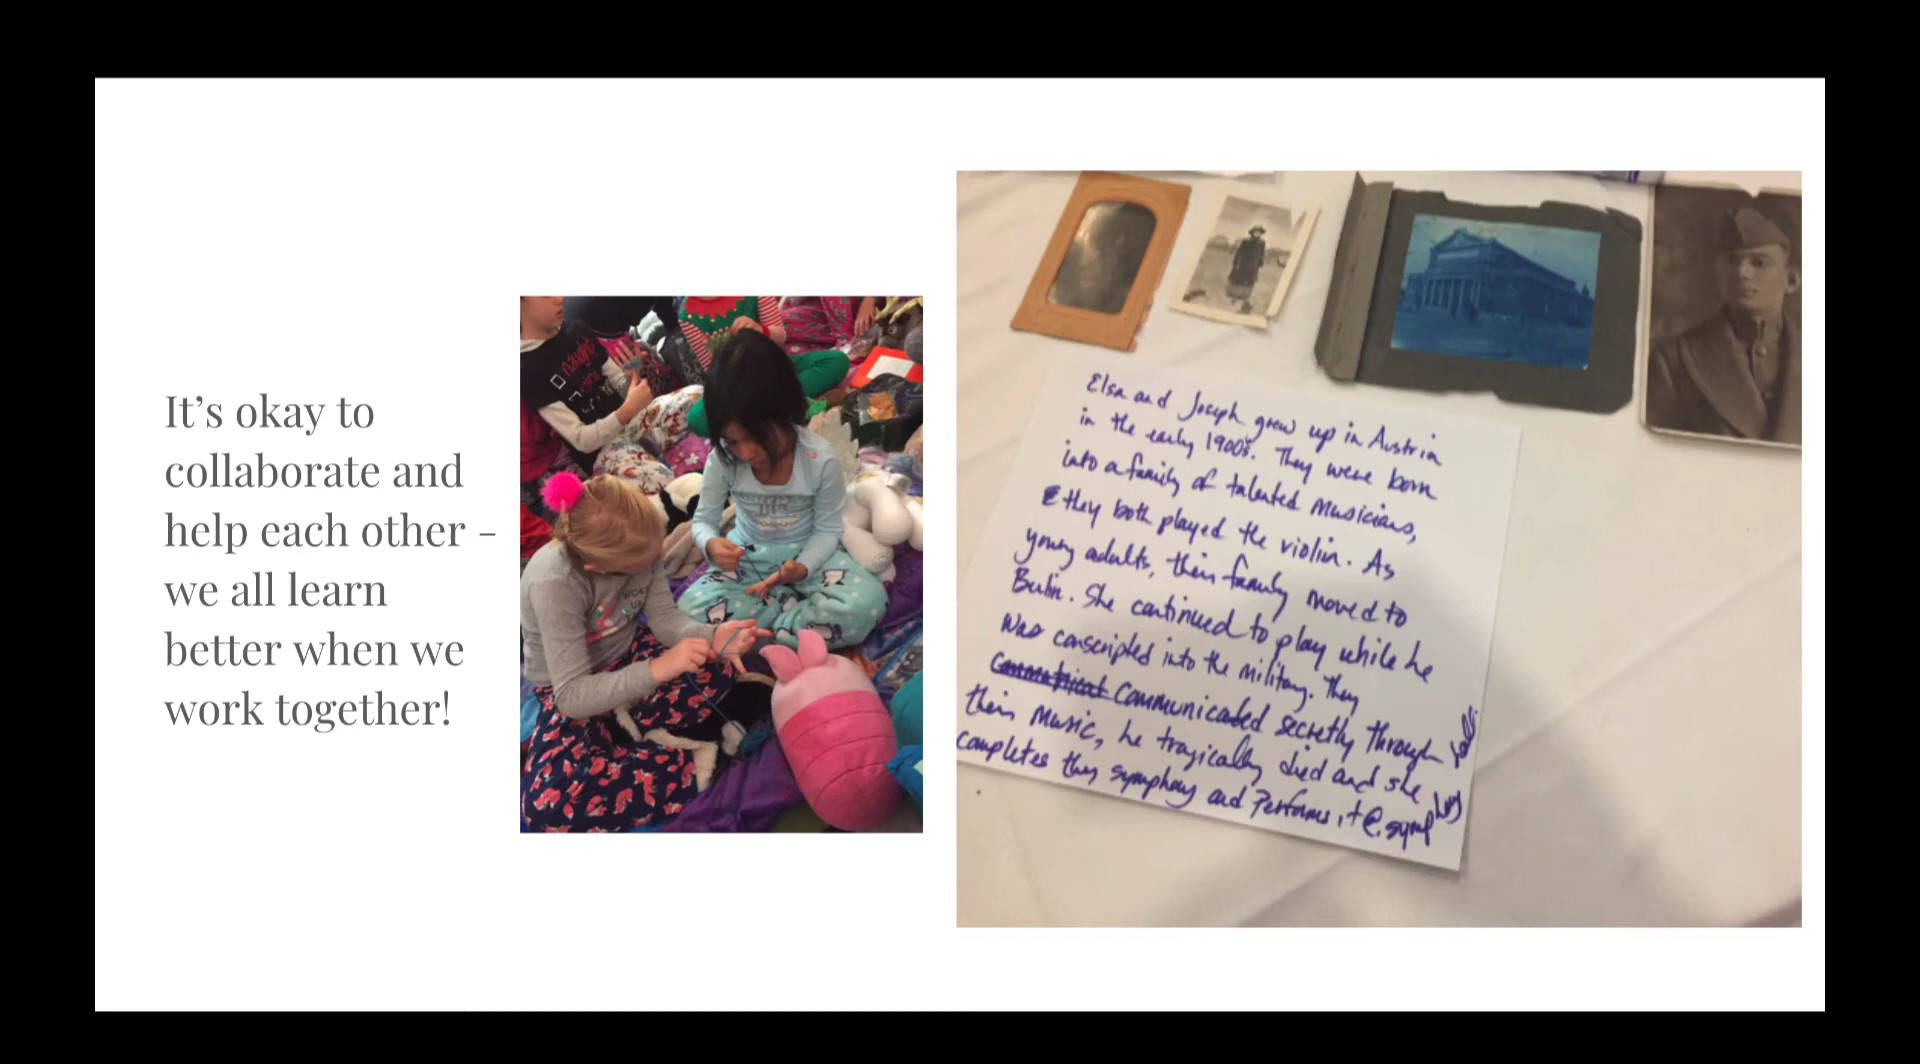 It's okay to
collaborate and
help each other –
we all learn
better when we
work together!
Elsa and Joseph grew up in Austria
in the early 1900's. They were born
into a family of talented musicians,
they both played the violin. As
young adults, their family moved to
Berlin. She continued to play while he
was conscripted into the military. They
Communicated secretly through
their music, he tragically died and she
completes they symphony and Performs it @ symphony
hall.